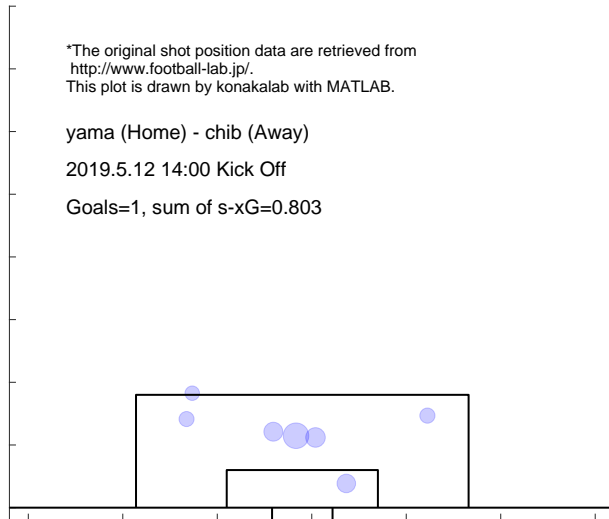 *The original shot position data are retrieved from
http://www.football-lab.jp/.
This plot is drawn by konakalab with MATLAB.
yama (Home) - chib (Away)
2019.5.12 14:00 Kick Off
Goals=1, sum of s-xG=0.803